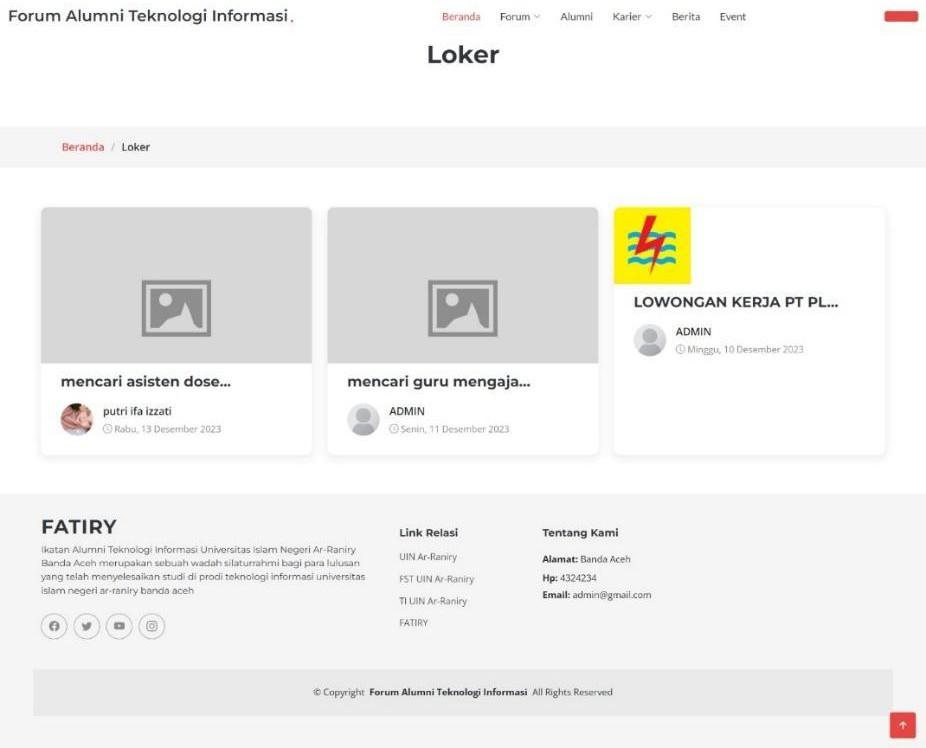 Forum Alumni Teknologi Informasi.
Beranda Forum Alumni Karier Berita Event
Loker
Beranda / Loker
mencari asisten dose...
putri ifa izzati
Rabu, 13 Desember 2023
mencari guru mengaja...
ADMIN
Senin, 11 Desember 2023
LOWONGAN KERJA PT PL...
ADMIN
Minggu, 10 Desember 2023
FATIRY
Ikatan Alumni Teknologi Informasi Universitas Islam Negeri Ar-Raniry
Banda Aceh merupakan sebuah wadah silaturrahmi bagi para lulusan
yang telah menyelesaikan studi di prodi teknologi informasi universitas
islam negeri ar-raniry banda aceh
Link Relasi
UIN Ar-Raniry
FST UIN Ar-Raniry
TI UIN Ar-Raniry
FATIRY
Tentang Kami
Alamat: Banda Aceh
Hp: 4324234
Email: admin@gmail.com
© Copyright Forum Alumni Teknologi Informasi All Rights Reserved